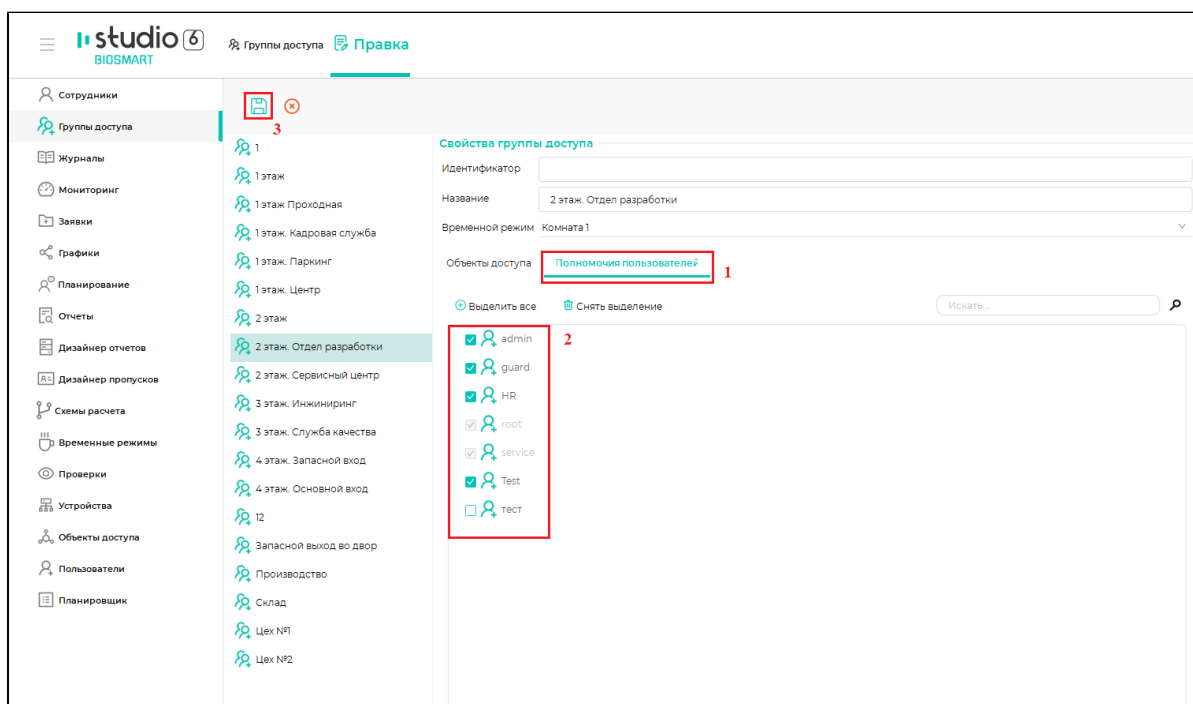 studio 6
BIOSMART
Группы доступа
Правка
Сотрудники
Группы доступа
Журналы
Мониторинг
Заявки
Графики
Планирование
Отчеты
Дизайнер отчетов
Дизайнер пропусков
Схемы расчета
Временные режимы
Проверки
Устройства
Объекты доступа
Пользователи
Планировщик
3
1
1 этаж
1 этаж Проходная
1 этаж. Кадровая служба
1 этаж. Паркинг
1 этаж. Центр
2 этаж
2 этаж. Отдел разработки
2 этаж. Сервисный центр
3 этаж. Инжиниринг
3 этаж. Служба качества
4 этаж. Запасной вход
4 этаж. Основной вход
12
Запасной выход во двор
Производство
Склад
Цех №1
Цех №2
Свойства группы доступа
Идентификатор
Название 2 этаж. Отдел разработки
Временной режим Комната 1
Объекты доступа Полномочия пользователей 1
Выделить все Снять выделение Искать...
admin 2
guard
HR
root
service
Test
тест